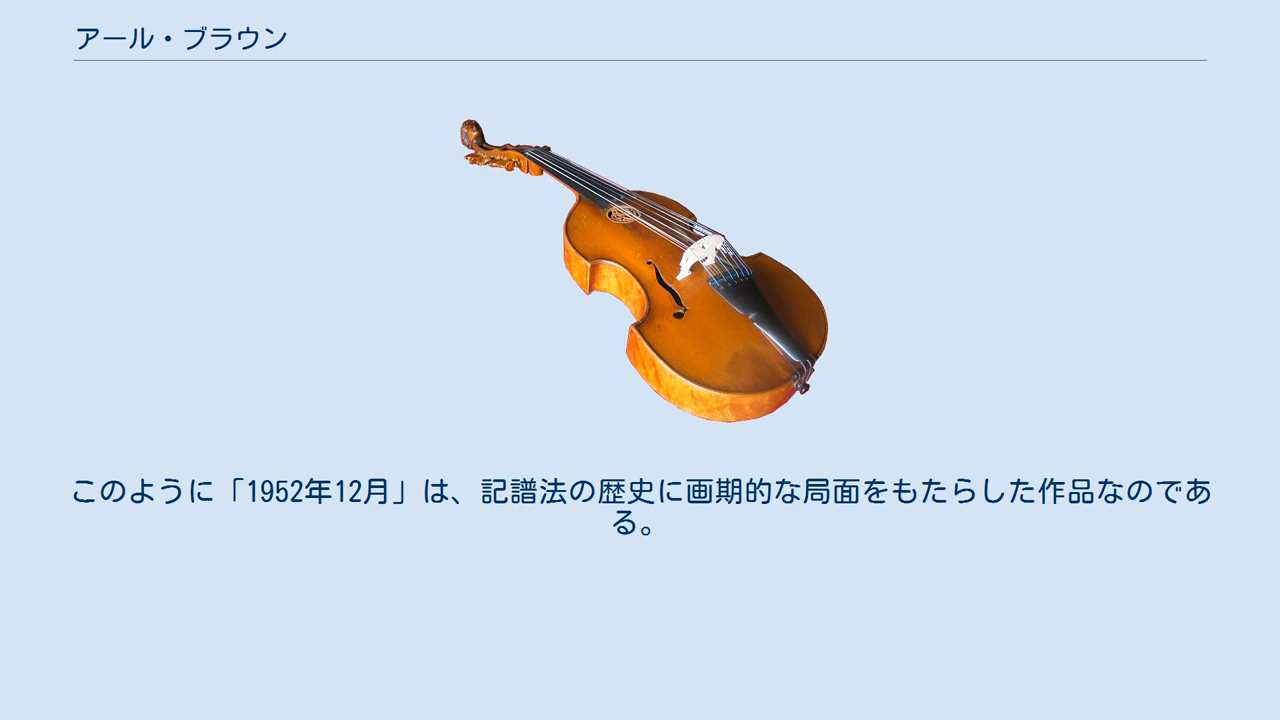 アール・ブラウン
このように「1952年12月」は、記譜法の歴史に画期的な局面をもたらした作品なのであ
る。